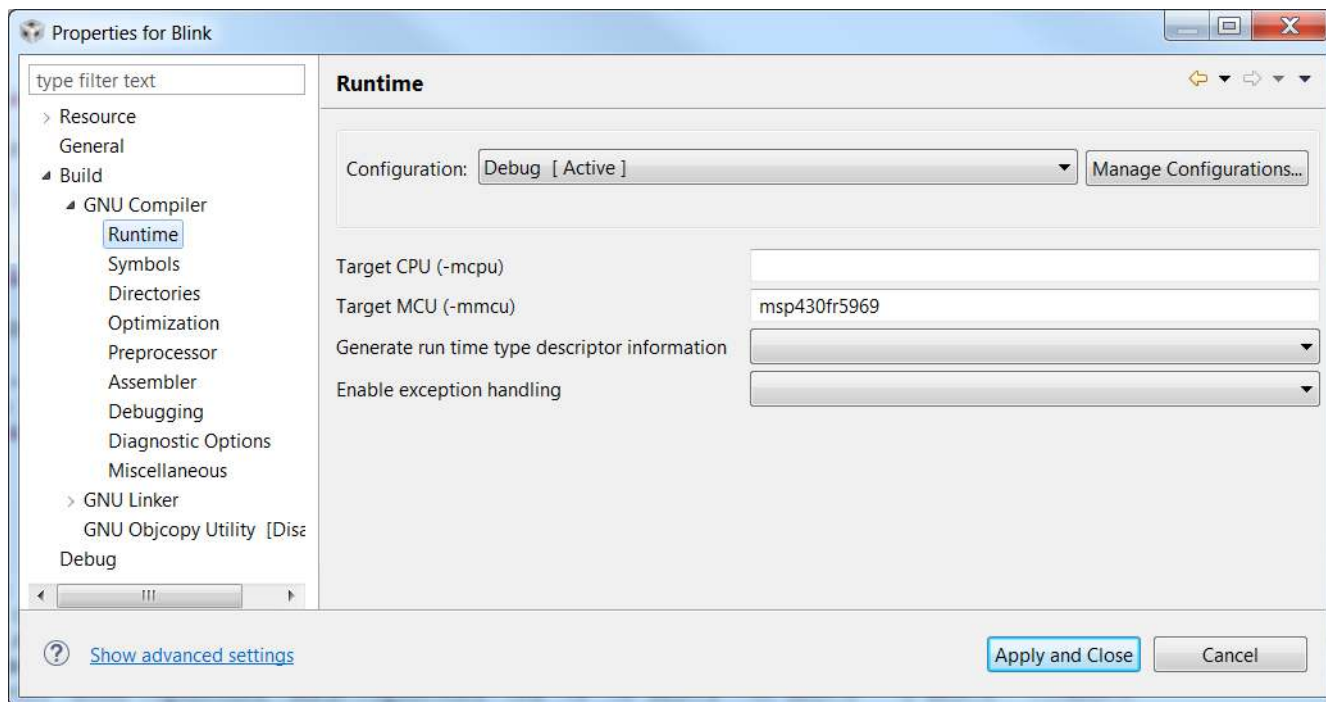 Properties for Blink
type filter text
Resource
General
Build
GNU Compiler
Runtime
Symbols
Directories
Optimization
Preprocessor
Assembler
Debugging
Diagnostic Options
Miscellaneous
GNU Linker
GNU Objcopy Utility [Disa
Debug
Runtime
Configuration: Debug [ Active ] Manage Configurations...
Target CPU (-mcpu)
Target MCU (-mmcu) msp430fr5969
Generate run time type descriptor information
Enable exception handling
Show advanced settings
Apply and Close Cancel